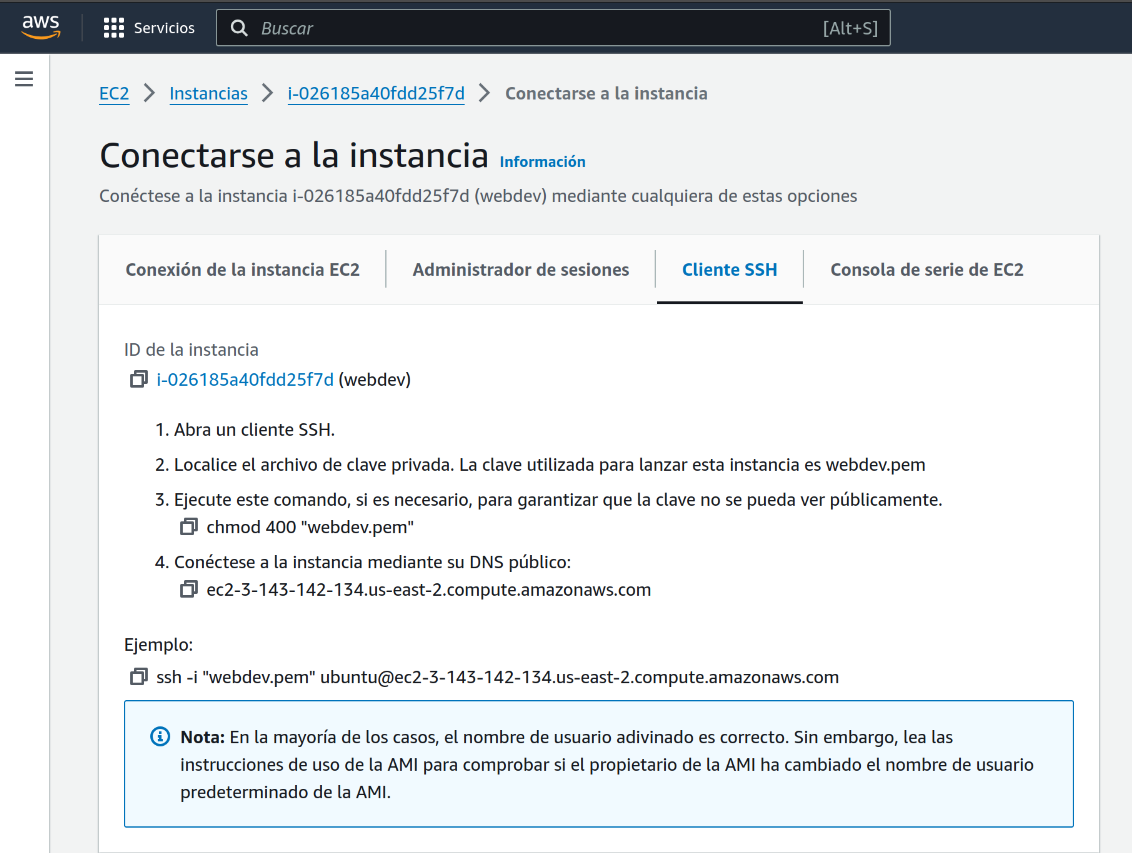 aws
Servicios
Buscar
[Alt+S]
EC2 > Instancias > i-026185a40fdd25f7d > Conectarse a la instancia
Conectarse a la instancia Información
Conéctese a la instancia i-026185a40fdd25f7d (webdev) mediante cualquiera de estas opciones
Conexión de la instancia EC2
Administrador de sesiones
Cliente SSH
Consola de serie de EC2
ID de la instancia
i-026185a40fdd25f7d (webdev)
1. Abra un cliente SSH.
2. Localice el archivo de clave privada. La clave utilizada para lanzar esta instancia es webdev.pem
3. Ejecute este comando, si es necesario, para garantizar que la clave no se pueda ver públicamente.
chmod 400 "webdev.pem"
4. Conéctese a la instancia mediante su DNS público:
ec2-3-143-142-134.us-east-2.compute.amazonaws.com
Ejemplo:
ssh -i "webdev.pem" ubuntu@ec2-3-143-142-134.us-east-2.compute.amazonaws.com
Nota: En la mayoría de los casos, el nombre de usuario adivinado es correcto. Sin embargo, lea las
instrucciones de uso de la AMI para comprobar si el propietario de la AMI ha cambiado el nombre de usuario
predeterminado de la AMI.